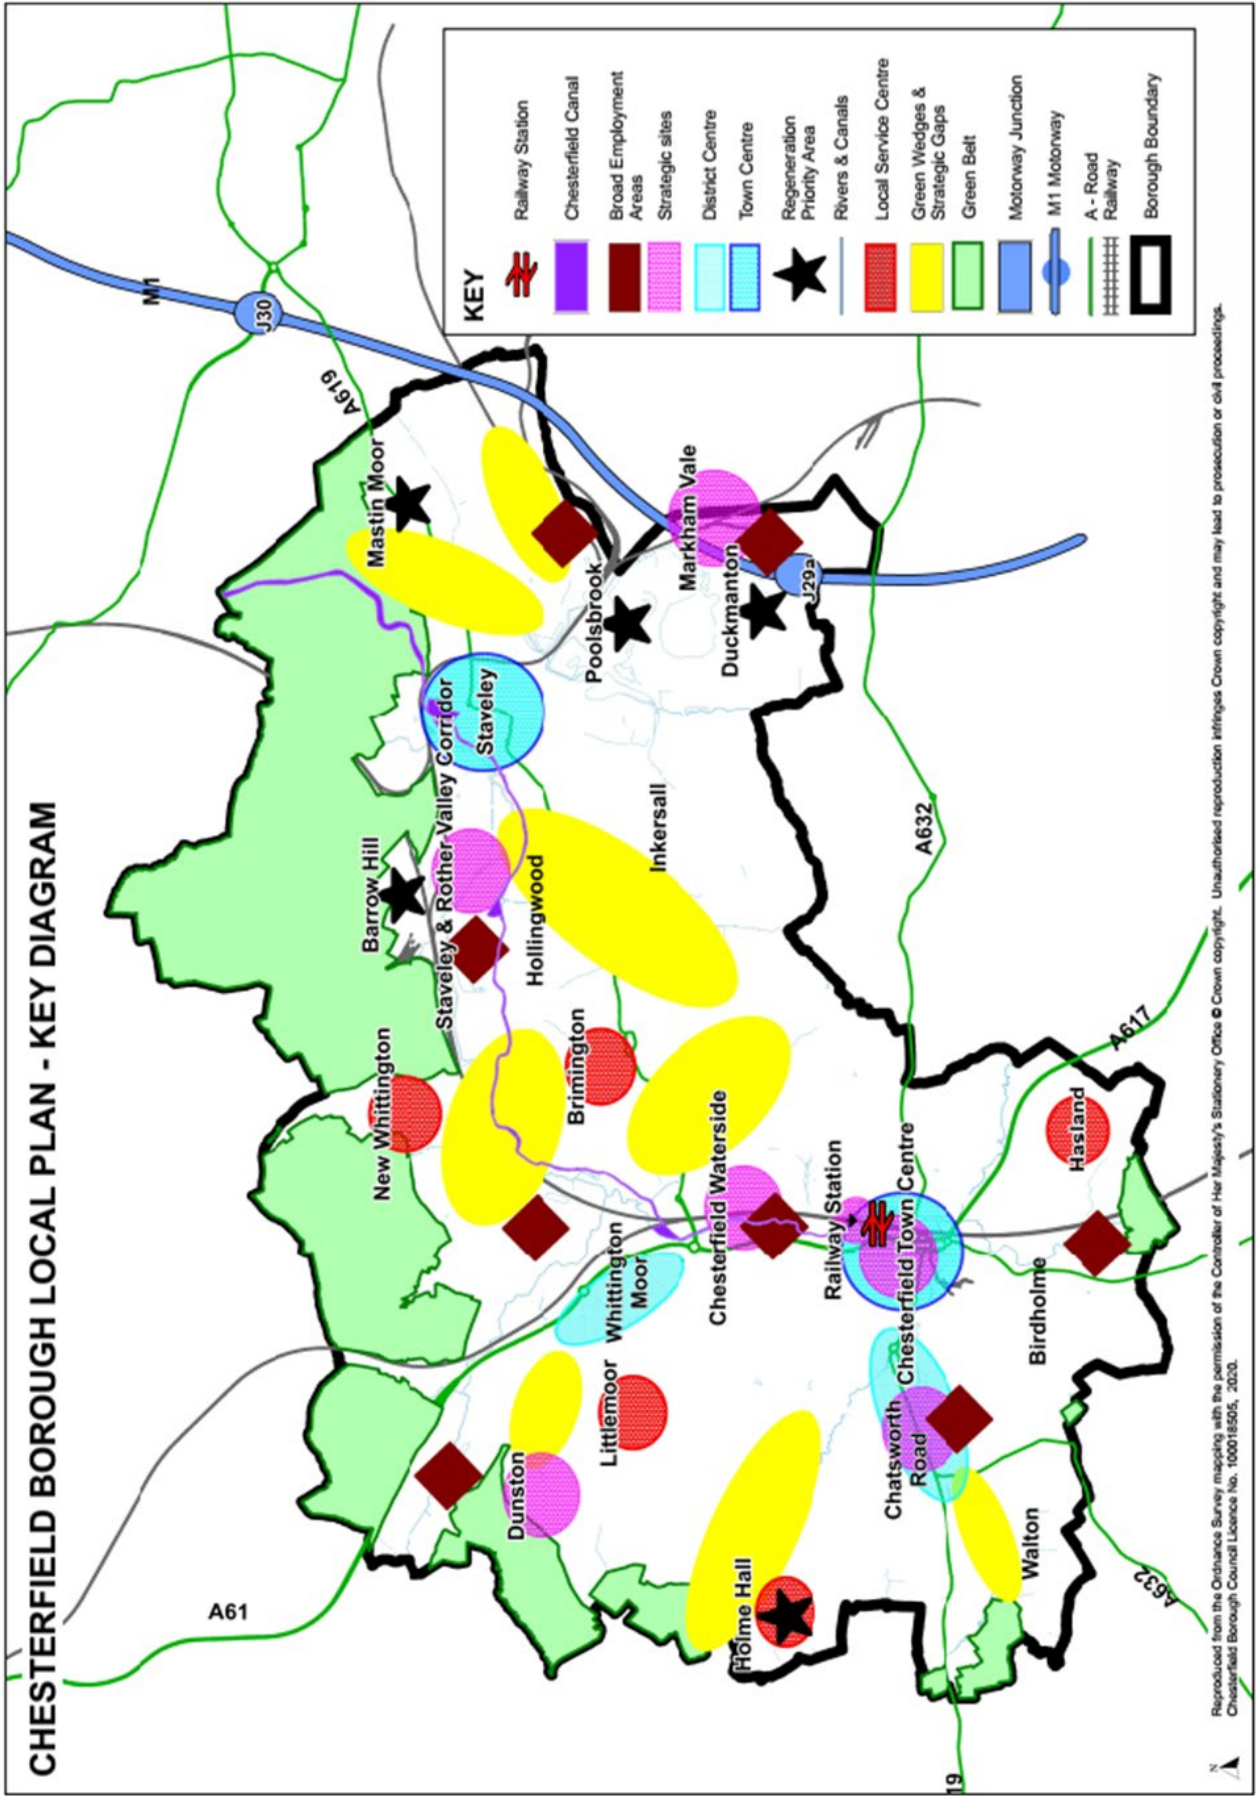 CHESTERFIELD BOROUGH LOCAL PLAN - KEY DIAGRAM
M1
J30
A619
A61
Mastin Moor
Barrow Hill
New Whittington
Staveley & Rother Valley Corridor
Staveley
Hollingwood
Dunston
Brimington
Poolsbrook
Littlemoor
Whittington
Moor
Inkersall
Markham Vale
Duckmanton
J29a
Chesterfield Waterside
Holme Hall
Railway Station
Chesterfield Town Centre
Chatsworth
Road
A632
Birdholme
Walton
Hasland
A617
A632
19
KEY
Railway Station
Chesterfield Canal
Broad Employment
Areas
Strategic sites
District Centre
Town Centre
Regeneration
Priority Area
Rivers & Canals
Local Service Centre
Green Wedges &
Strategic Gaps
Green Belt
Motorway Junction
M1 Motorway
A - Road
Railway
Borough Boundary
N
Reproduced from the Ordnance Survey mapping with the permission of the Controller of Her Majesty's Stationery Office © Crown copyright. Unauthorised reproduction infringes Crown copyright and may lead to prosecution or civil proceedings.
Chesterfield Borough Council Licence No. 100018505, 2020.